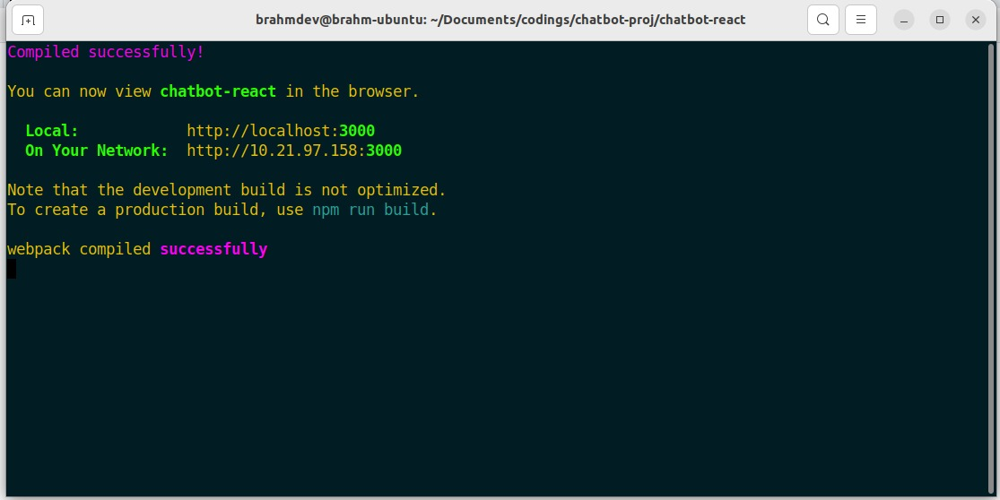 brahmdev@brahm-ubuntu: ~/Documents/codings/chatbot-proj/chatbot-react
Compiled successfully!
You can now view chatbot-react in the browser.
Local: http://localhost:3000
On Your Network: http://10.21.97.158:3000
Note that the development build is not optimized.
To create a production build, use npm run build.
webpack compiled successfully